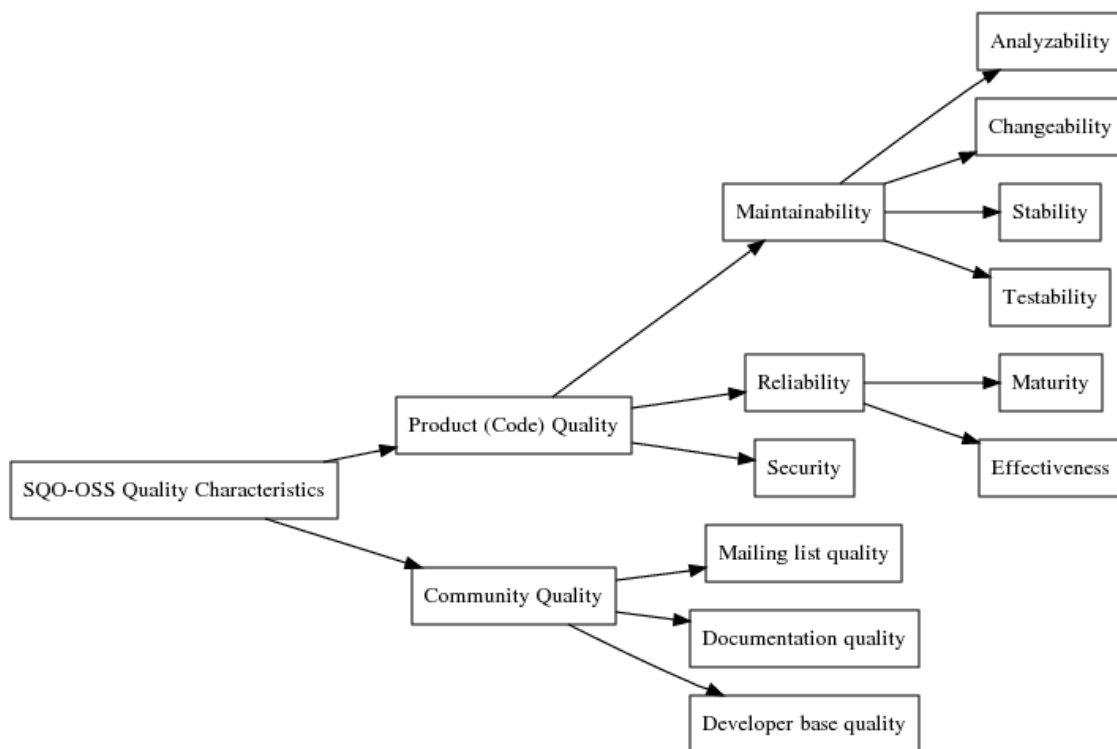 Analyzability
Changeability
Maintainability
Stability
Testability
Reliability
Maturity
Product (Code) Quality
Security
Effectiveness
SQO-OSS Quality Characteristics
Mailing list quality
Community Quality
Documentation quality
Developer base quality